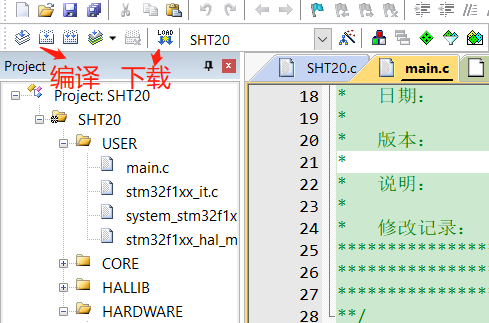 LOAD
SHT20
编译 下载
Project
Project: SHT20
SHT20
USER
main.c
stm32f1xx_it.c
system_stm32f1x
stm32f1xx_hal_m
CORE
HALLIB
HARDWARE
SHT20.c
main.c
18 * 日期：
19 *
20 * 版本：
21 *
22 * 说明：
23 *
24 * 修改记录：
25 ****************
26 ****************
27 ****************
28 **/